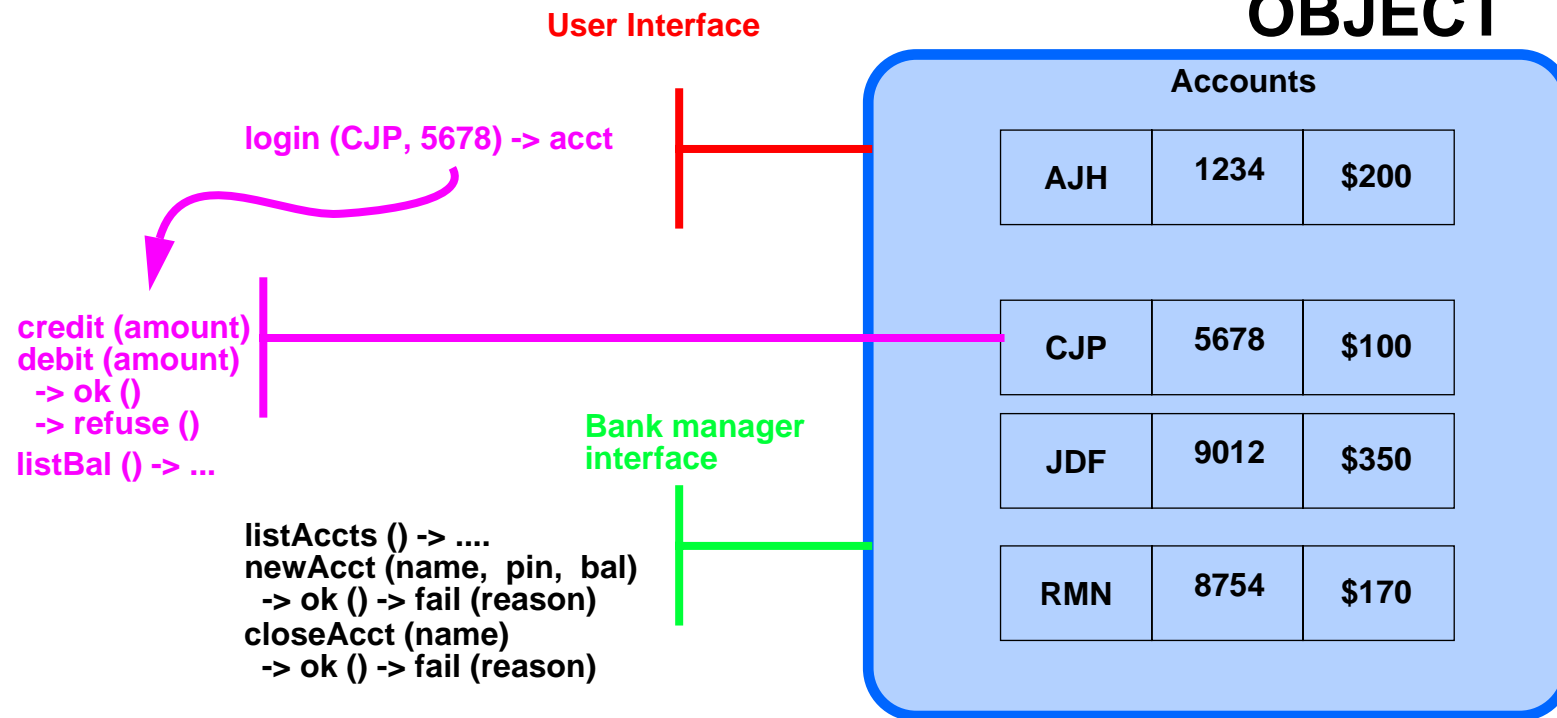 OBJECT
User Interface
Accounts
login (CJP, 5678) -> acct
AJH 1234 $200
credit (amount)
debit (amount)
-> ok ()
-> refuse ()
listBal () -> ...
CJP 5678 $100
Bank manager
interface
JDF 9012 $350
listAccts () -> ....
newAcct (name, pin, bal)
-> ok () -> fail (reason)
closeAcct (name)
-> ok () -> fail (reason)
RMN 8754 $170